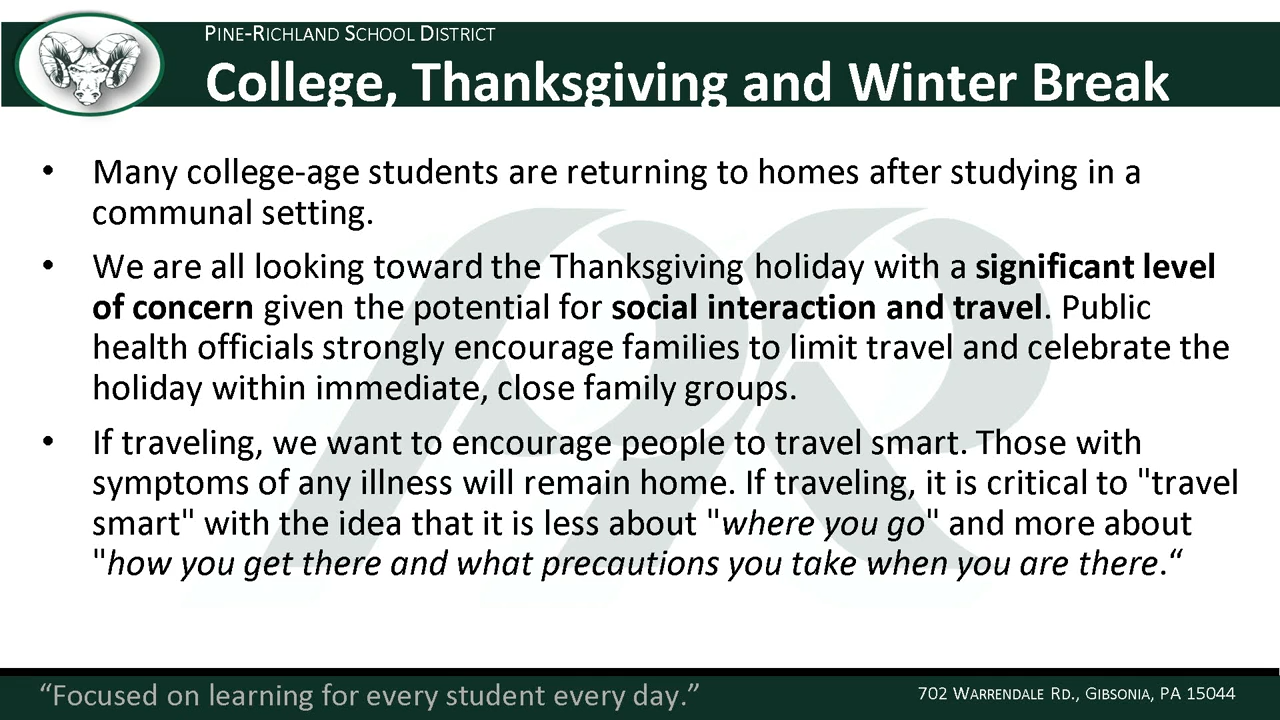 PINE-RICHLAND SCHOOL DISTRICT
College, Thanksgiving and Winter Break
• Many college-age students are returning to homes after studying in a
communal setting.
• We are all looking toward the Thanksgiving holiday with a significant level
of concern given the potential for social interaction and travel. Public
health officials strongly encourage families to limit travel and celebrate the
holiday within immediate, close family groups.
• If traveling, we want to encourage people to travel smart. Those with
symptoms of any illness will remain home. If traveling, it is critical to "travel
smart" with the idea that it is less about "where you go" and more about
"how you get there and what precautions you take when you are there.“
“Focused on learning for every student every day.”
702 WARRENDALE RD., GIBSONIA, PA 15044